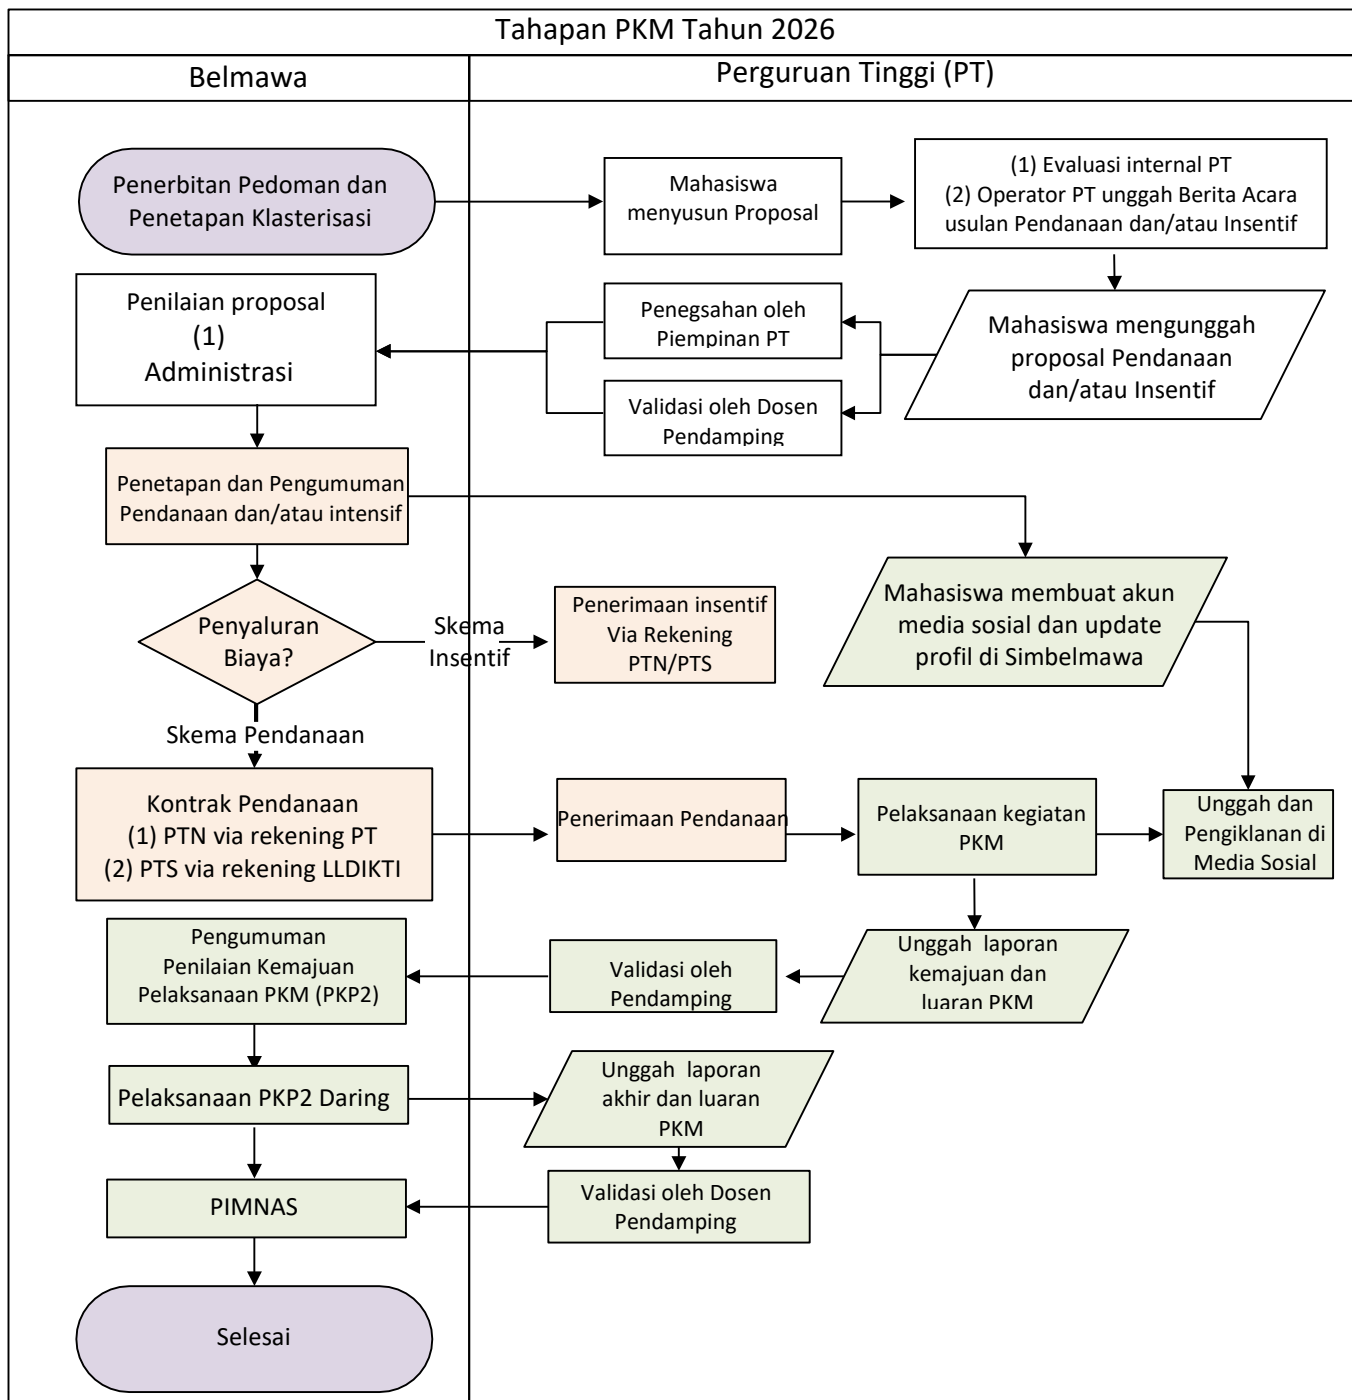 Tahapan PKM Tahun 2026
Belmawa
Perguruan Tinggi (PT)
Penerbitan Pedoman dan
Penetapan Klasterisasi
Mahasiswa
menyusun Proposal
(1) Evaluasi internal PT
(2) Operator PT unggah Berita Acara
usulan Pendanaan dan/atau Insentif
Mahasiswa mengunggah
proposal Pendanaan
dan/atau Insentif
Penegsahan oleh
Piempinan PT
Validasi oleh Dosen
Pendamping
Penilaian proposal
(1)
Administrasi
Penetapan dan Pengumuman
Pendanaan dan/atau intensif
Mahasiswa membuat akun
media sosial dan update
profil di Simbelmawa
Penyaluran
Biaya?
Skema
Insentif
Penerimaan insentif
Via Rekening
PTN/PTS
Skema Pendanaan
Kontrak Pendanaan
(1) PTN via rekening PT
(2) PTS via rekening LLDIKTI
Penerimaan Pendanaan
Pelaksanaan kegiatan
PKM
Unggah dan
Pengiklanan di
Media Sosial
Unggah laporan
kemajuan dan
luaran PKM
Validasi oleh
Pendamping
Pengumuman
Penilaian Kemajuan
Pelaksanaan PKM (PKP2)
Pelaksanaan PKP2 Daring
Unggah laporan
akhir dan luaran
PKM
Validasi oleh Dosen
Pendamping
PIMNAS
Selesai